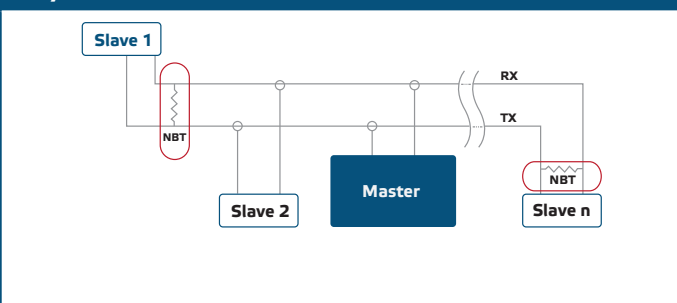 Slave 1
RX
TX
NBT
Master
NBT
Slave 2
Slave n